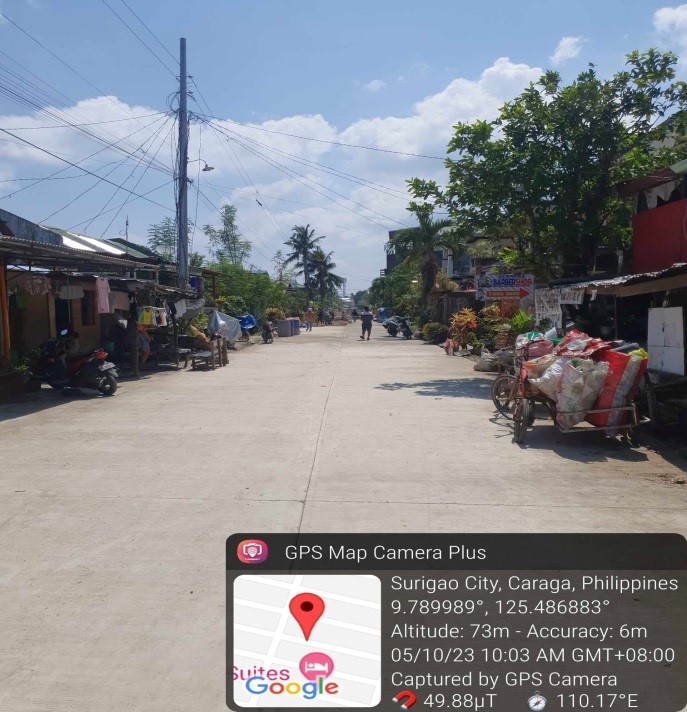 BARBERSHOP
GPS Map Camera Plus
Surigao City, Caraga, Philippines
9.789989°, 125.486883°
Altitude: 73m - Accuracy: 6m
05/10/23 10:03 AM GMT+08:00
Captured by GPS Camera
49.88µT 110.17°E
Suites
Google